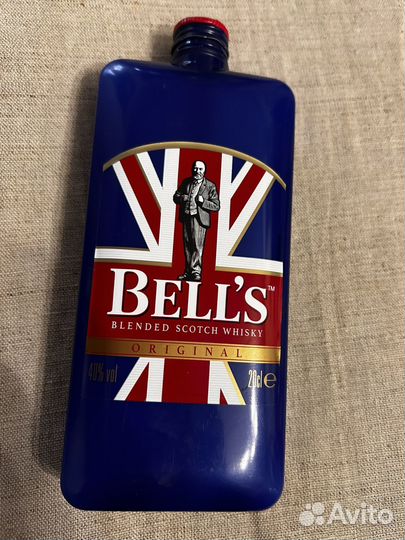 BELL'S™
BLENDED SCOTCH WHISKY
ORIGINAL
40% vol 20cl e
Avito